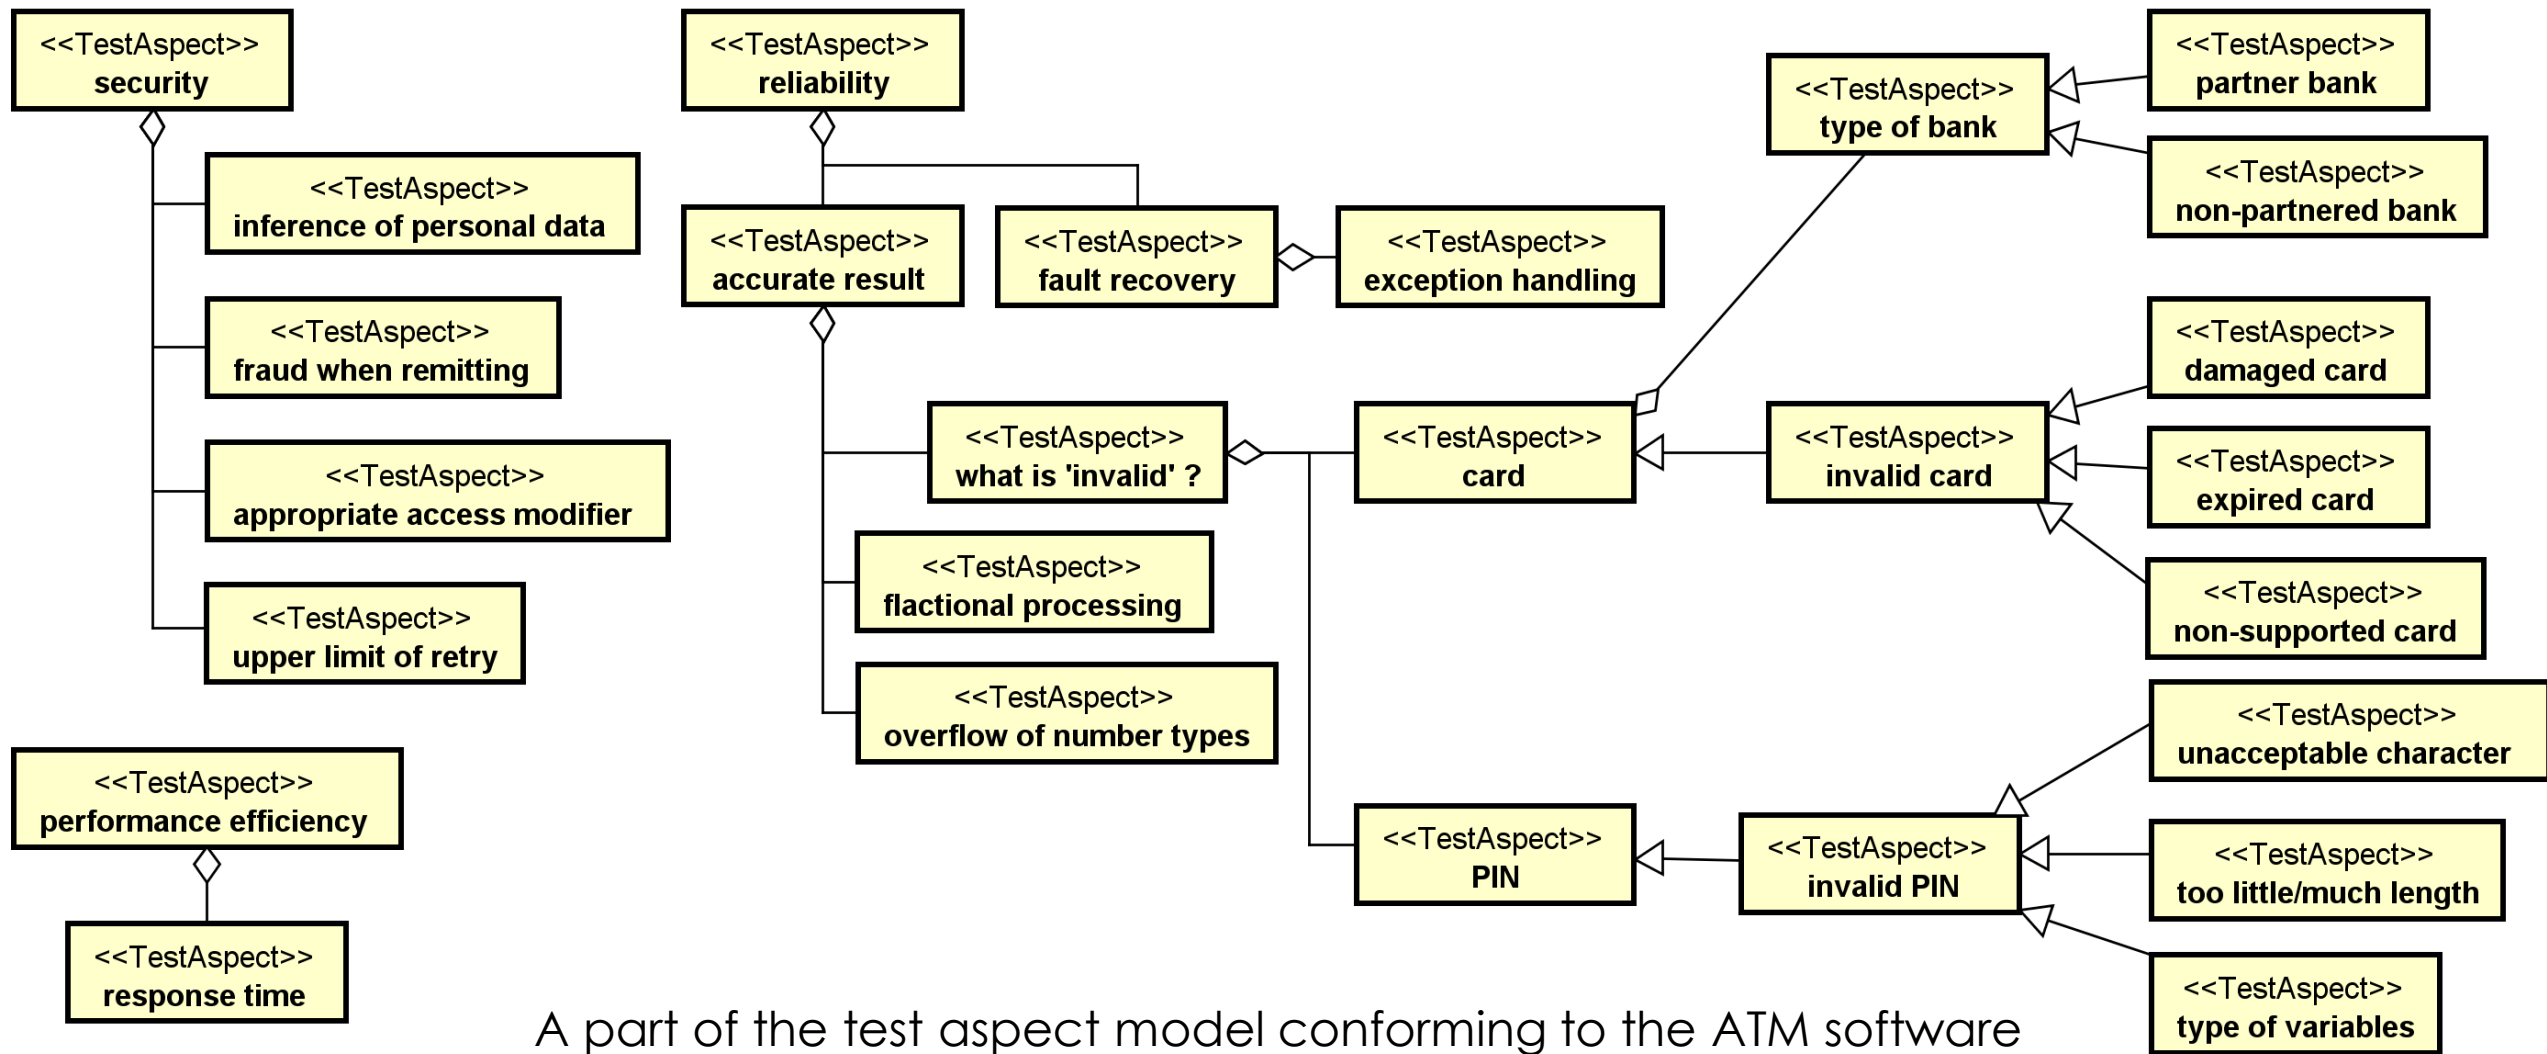 <<TestAspect>>
security
<<TestAspect>>
inference of personal data
<<TestAspect>>
fraud when remitting
<<TestAspect>>
appropriate access modifier
<<TestAspect>>
upper limit of retry
<<TestAspect>>
performance efficiency
<<TestAspect>>
response time
<<TestAspect>>
reliability
<<TestAspect>>
accurate result
<<TestAspect>>
fault recovery
<<TestAspect>>
exception handling
<<TestAspect>>
what is 'invalid' ?
<<TestAspect>>
flactional processing
<<TestAspect>>
overflow of number types
<<TestAspect>>
card
<<TestAspect>>
PIN
<<TestAspect>>
type of bank
<<TestAspect>>
partner bank
<<TestAspect>>
non-partnered bank
<<TestAspect>>
invalid card
<<TestAspect>>
damaged card
<<TestAspect>>
expired card
<<TestAspect>>
non-supported card
<<TestAspect>>
invalid PIN
<<TestAspect>>
unacceptable character
<<TestAspect>>
too little/much length
<<TestAspect>>
type of variables
A part of the test aspect model conforming to the ATM software